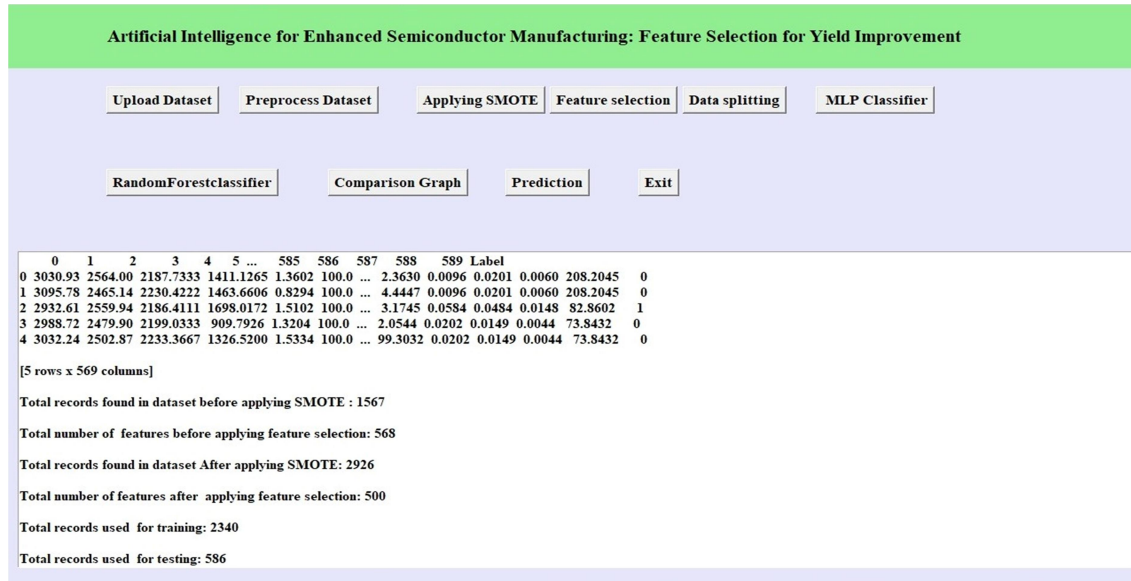 Artificial Intelligence for Enhanced Semiconductor Manufacturing: Feature Selection for Yield Improvement
Upload Dataset Preprocess Dataset Applying SMOTE Feature selection Data splitting MLP Classifier
RandomForestclassifier Comparison Graph Prediction Exit
0 1 2 3 4 5 ... 585 586 587 588 589 Label
0 3030.93 2564.00 2187.7333 1411.1265 1.3602 100.0 ... 2.3630 0.0096 0.0201 0.0060 208.2045 0
1 3095.78 2465.14 2230.4222 1463.6606 0.8294 100.0 ... 4.4447 0.0096 0.0201 0.0060 208.2045 0
2 2932.61 2559.94 2186.4111 1698.0172 1.5102 100.0 ... 3.1745 0.0584 0.0484 0.0148 82.8602 1
3 2988.72 2479.90 2199.0333 909.7926 1.3204 100.0 ... 2.0544 0.0202 0.0149 0.0044 73.8432 0
4 3032.24 2502.87 2233.3667 1326.5200 1.5334 100.0 ... 99.3032 0.0202 0.0149 0.0044 73.8432 0
[5 rows x 569 columns]
Total records found in dataset before applying SMOTE : 1567
Total number of features before applying feature selection: 568
Total records found in dataset After applying SMOTE: 2926
Total number of features after applying feature selection: 500
Total records used for training: 2340
Total records used for testing: 586